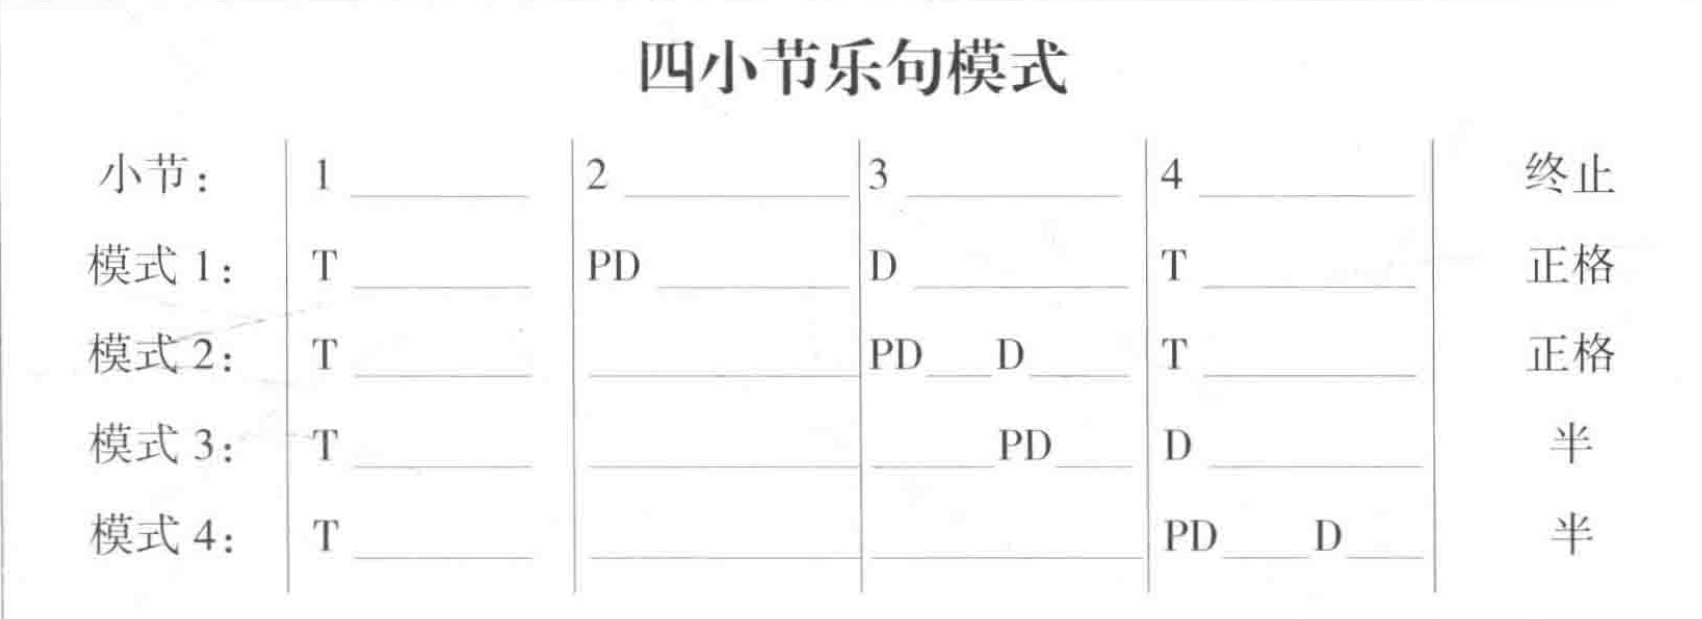 四小节乐句模式
小节： 1 2 3 4 终止
模式 1： T PD D T 正格
模式 2： T PD D T 正格
模式 3： T PD D 半
模式 4： T PD D 半